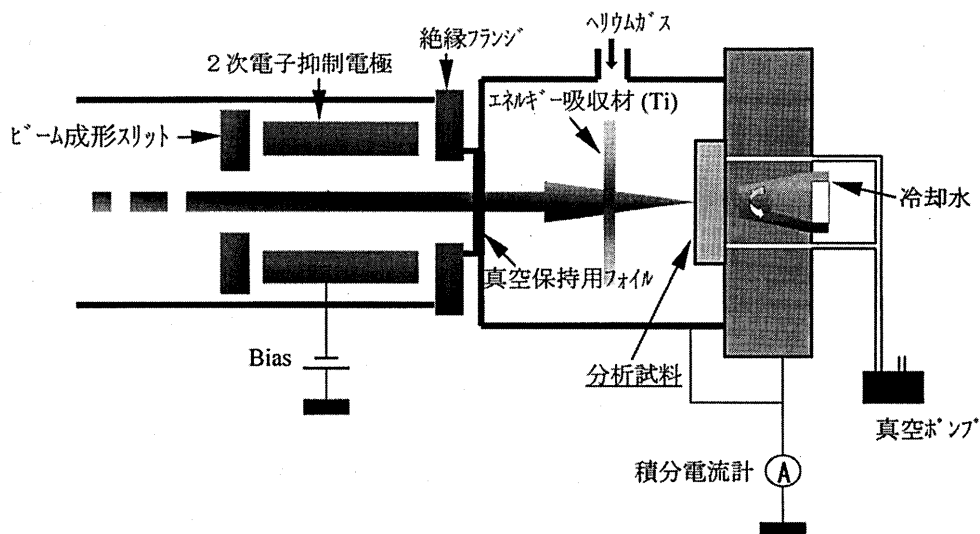 ヘリウムガス
絶縁フランジ
2次電子抑制電極
エネルギー吸収材 (Ti)
ビーム成形スリット
冷却水
真空保持用フォイル
Bias
分析試料
真空ポンプ
積分電流計
A